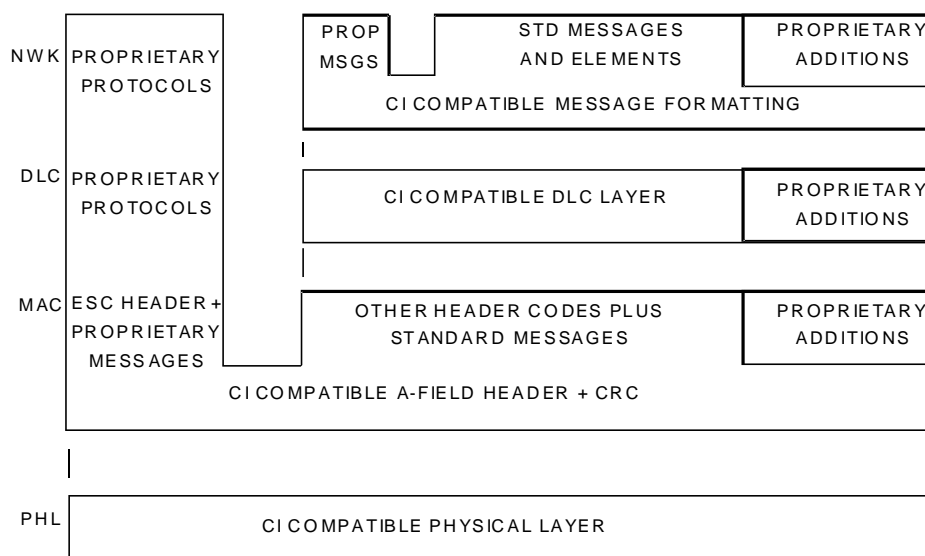 NWK PROPRIETARY PROTOCOLS
PROP MSGS
STD MESSAGES AND ELEMENTS
PROPRIETARY ADDITIONS
CI COMPATIBLE MESSAGE FORMATTING
DLC PROPRIETARY PROTOCOLS
CI COMPATIBLE DLC LAYER
PROPRIETARY ADDITIONS
MAC ESC HEADER + PROPRIETARY MESSAGES
OTHER HEADER CODES PLUS STANDARD MESSAGES
PROPRIETARY ADDITIONS
CI COMPATIBLE A-FIELD HEADER + CRC
PHL CI COMPATIBLE PHYSICAL LAYER